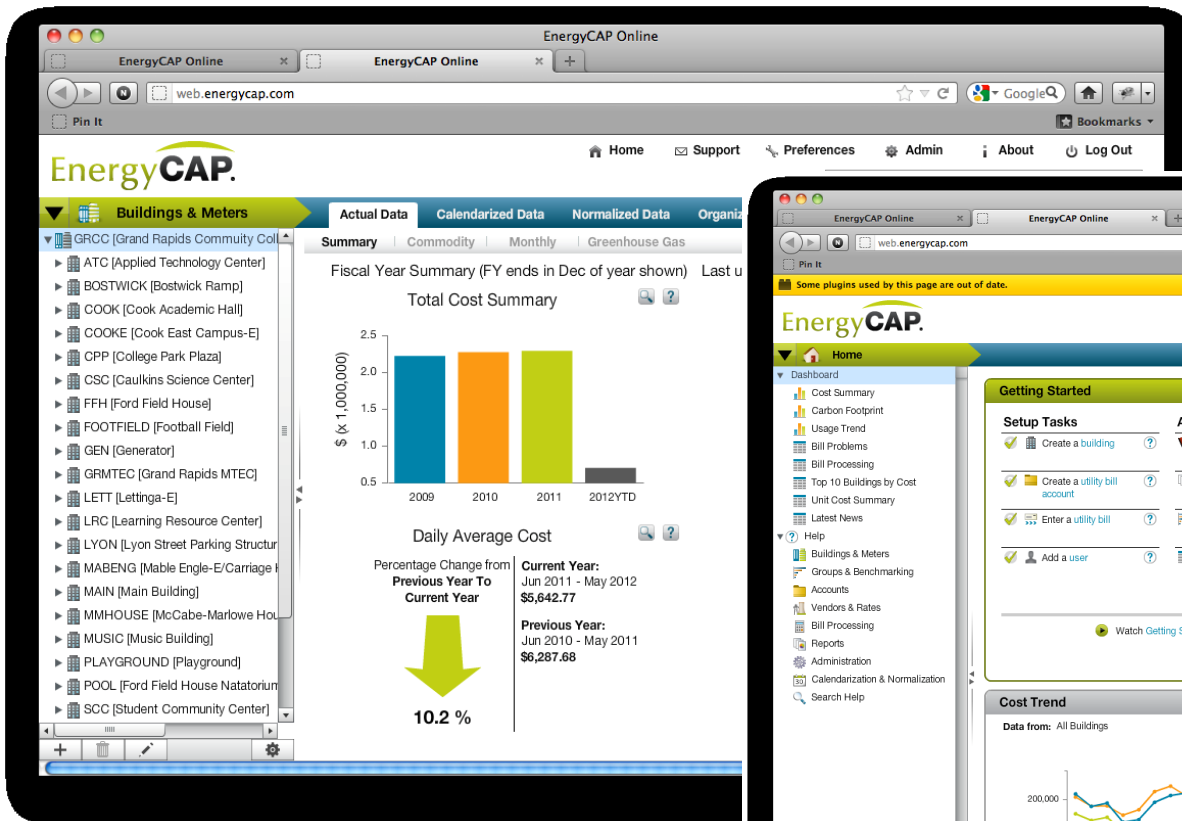 EnergyCAP Online
EnergyCAP Online
EnergyCAP Online
N
web.energycap.com
Google
Pin It
Bookmarks
EnergyCAP.
Home
Support
Preferences
Admin
About
Log Out
Buildings & Meters
Actual Data
Calendarized Data
Normalized Data
Organiz
GRCC [Grand Rapids Commuity Coll
Summary
Commodity
Monthly
Greenhouse Gas
ATC [Applied Technology Center]
BOSTWICK [Bostwick Ramp]
COOK [Cook Academic Hall]
COOKE [Cook East Campus-E]
CPP [College Park Plaza]
CSC [Caulkins Science Center]
FFH [Ford Field House]
FOOTFIELD [Football Field]
GEN [Generator]
GRMTEC [Grand Rapids MTEC]
LETT [Lettinga-E]
LRC [Learning Resource Center]
LYON [Lyon Street Parking Structur
MABENG [Mable Engle-E/Carriage H
MAIN [Main Building]
MMHOUSE [McCabe-Marlowe Hou
MUSIC [Music Building]
PLAYGROUND [Playground]
POOL [Ford Field House Natatorium
SCC [Student Community Center]
Fiscal Year Summary (FY ends in Dec of year shown) Last u
Total Cost Summary
?
$ (x 1,000,000)
2.5
2.0
1.5
1.0
0.5
2009
2010
2011
2012YTD
Daily Average Cost
?
Percentage Change from
Previous Year To
Current Year
10.2 %
Current Year:
Jun 2011 - May 2012
$5,642.77
Previous Year:
Jun 2010 - May 2011
$6,287.68
EnergyCAP Online
EnergyCAP Online
N
web.energycap.com
Pin It
Some plugins used by this page are out of date.
EnergyCAP.
Home
Dashboard
Cost Summary
Carbon Footprint
Usage Trend
Bill Problems
Bill Processing
Top 10 Buildings by Cost
Unit Cost Summary
Latest News
? Help
Buildings & Meters
Groups & Benchmarking
Accounts
Vendors & Rates
Bill Processing
Reports
Administration
30 Calendarization & Normalization
Search Help
Getting Started
Setup Tasks
Create a building ?
Create a utility bill ?
account
Enter a utility bill ?
Add a user ?
Watch Getting S
Cost Trend
Data from: All Buildings
200,000